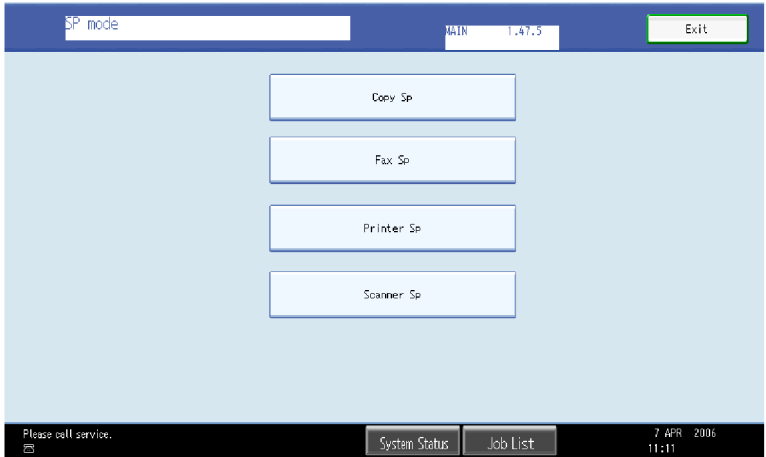 SP mode
MAIN 1.47.5
Exit
Copy Sp
Fax Sp
Printer Sp
Scanner Sp
Please call service.
System Status
Job List
7 APR 2006
11:11